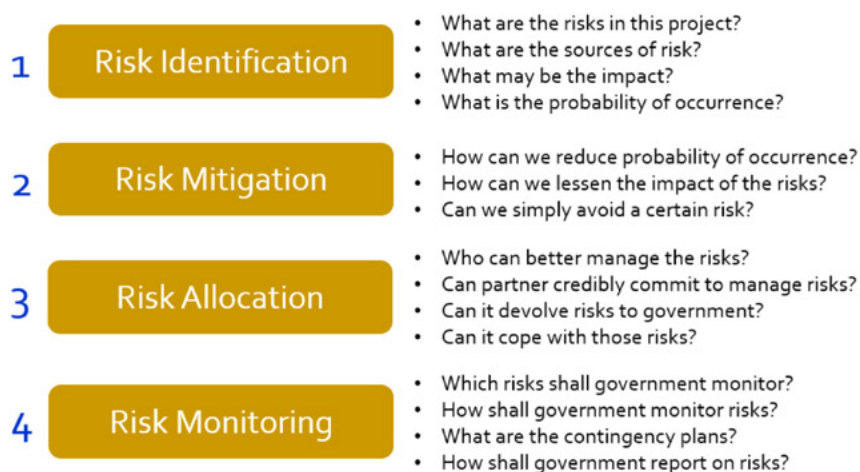 1
Risk Identification
• What are the risks in this project?
• What are the sources of risk?
• What may be the impact?
• What is the probability of occurrence?
2
Risk Mitigation
• How can we reduce probability of occurrence?
• How can we lessen the impact of the risks?
• Can we simply avoid a certain risk?
3
Risk Allocation
• Who can better manage the risks?
• Can partner credibly commit to manage risks?
• Can it devolve risks to government?
• Can it cope with those risks?
4
Risk Monitoring
• Which risks shall government monitor?
• How shall government monitor risks?
• What are the contingency plans?
• How shall government report on risks?